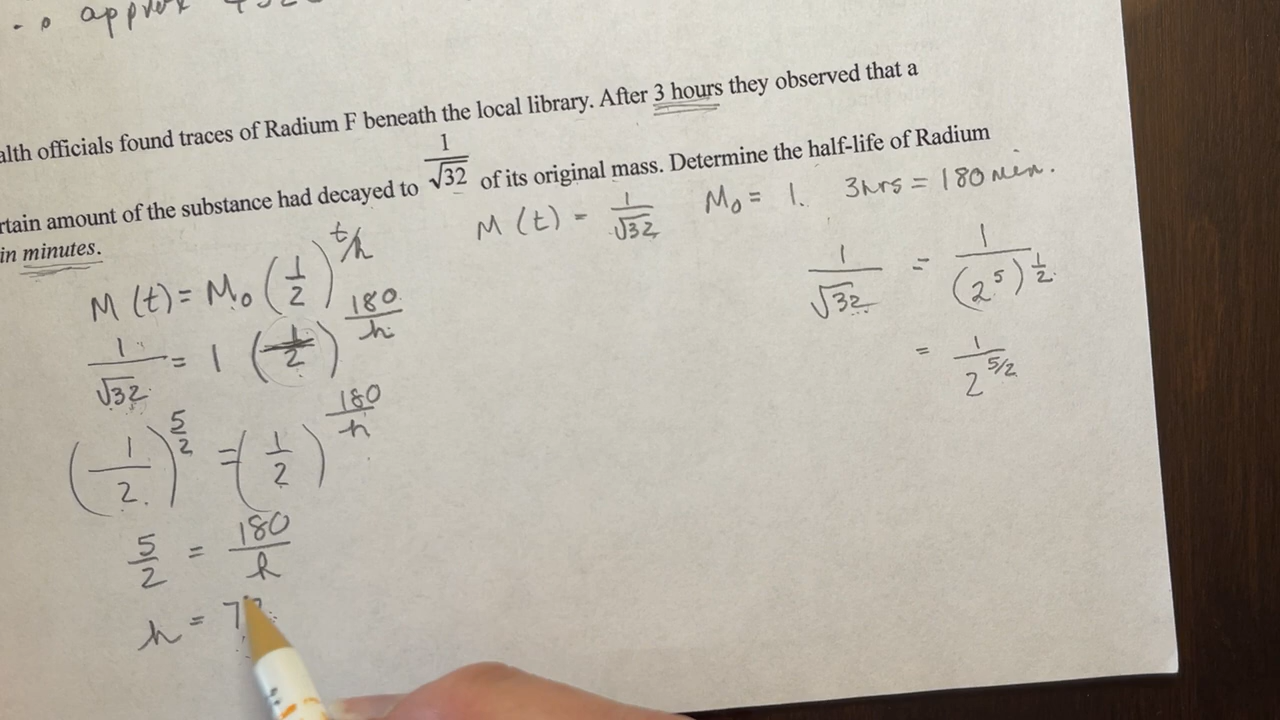 approx
alth officials found traces of Radium F beneath the local library. After 3 hours they observed that a
rtain amount of the substance had decayed to 1/√32 of its original mass. Determine the half-life of Radium
in minutes.
M(t) = 1/√32 M₀ = 1. 3hrs = 180 min.
M(t) = M₀ (1/2)^(t/h)
1/√32 = 1 (1/2)^(180/h)
(1/2)^(5/2) = (1/2)^(180/h)
5/2 = 180/h
h = 7
1/√32 = 1/(2^5)^(1/2)
= 1/2^(5/2)